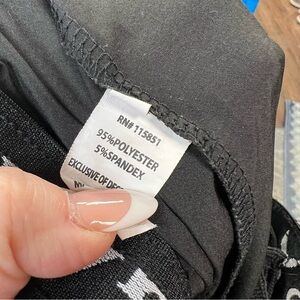 RN# 115851
95%POLYESTER
5%SPANDEX
EXCLUSIVE OF